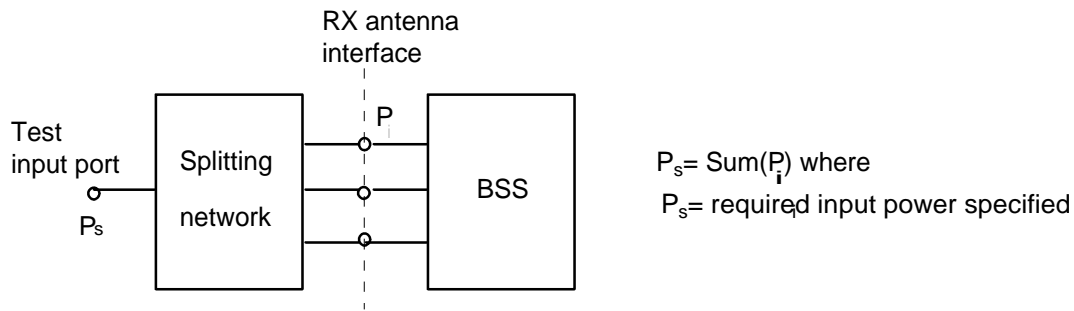 RX antenna
interface
Test
input port
Ps
Splitting
network
Pi
BSS
Ps= Sum(Pi) where
Ps= required input power specified